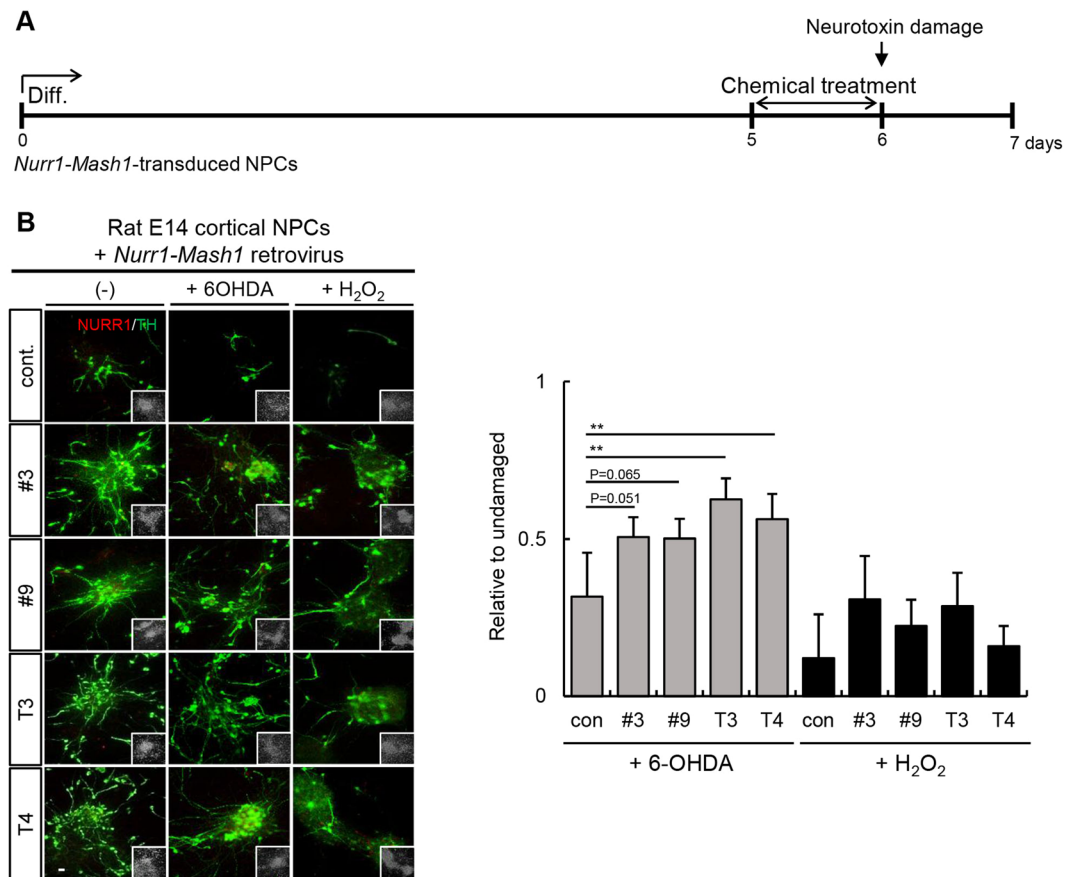 A
Neurotoxin damage
Chemical treatment
Diff.
0
5
6
7 days
Nurr1-Mash1-transduced NPCs
B
Rat E14 cortical NPCs
+ Nurr1-Mash1 retrovirus
(-)
+ 6OHDA
+ H₂O₂
cont.
NURR1/TH
#3
#9
T3
T4
Relative to undamaged
1
0.5
0
**
**
P=0.065
P=0.051
con #3 #9 T3 T4 con #3 #9 T3 T4
+ 6-OHDA
+ H₂O₂